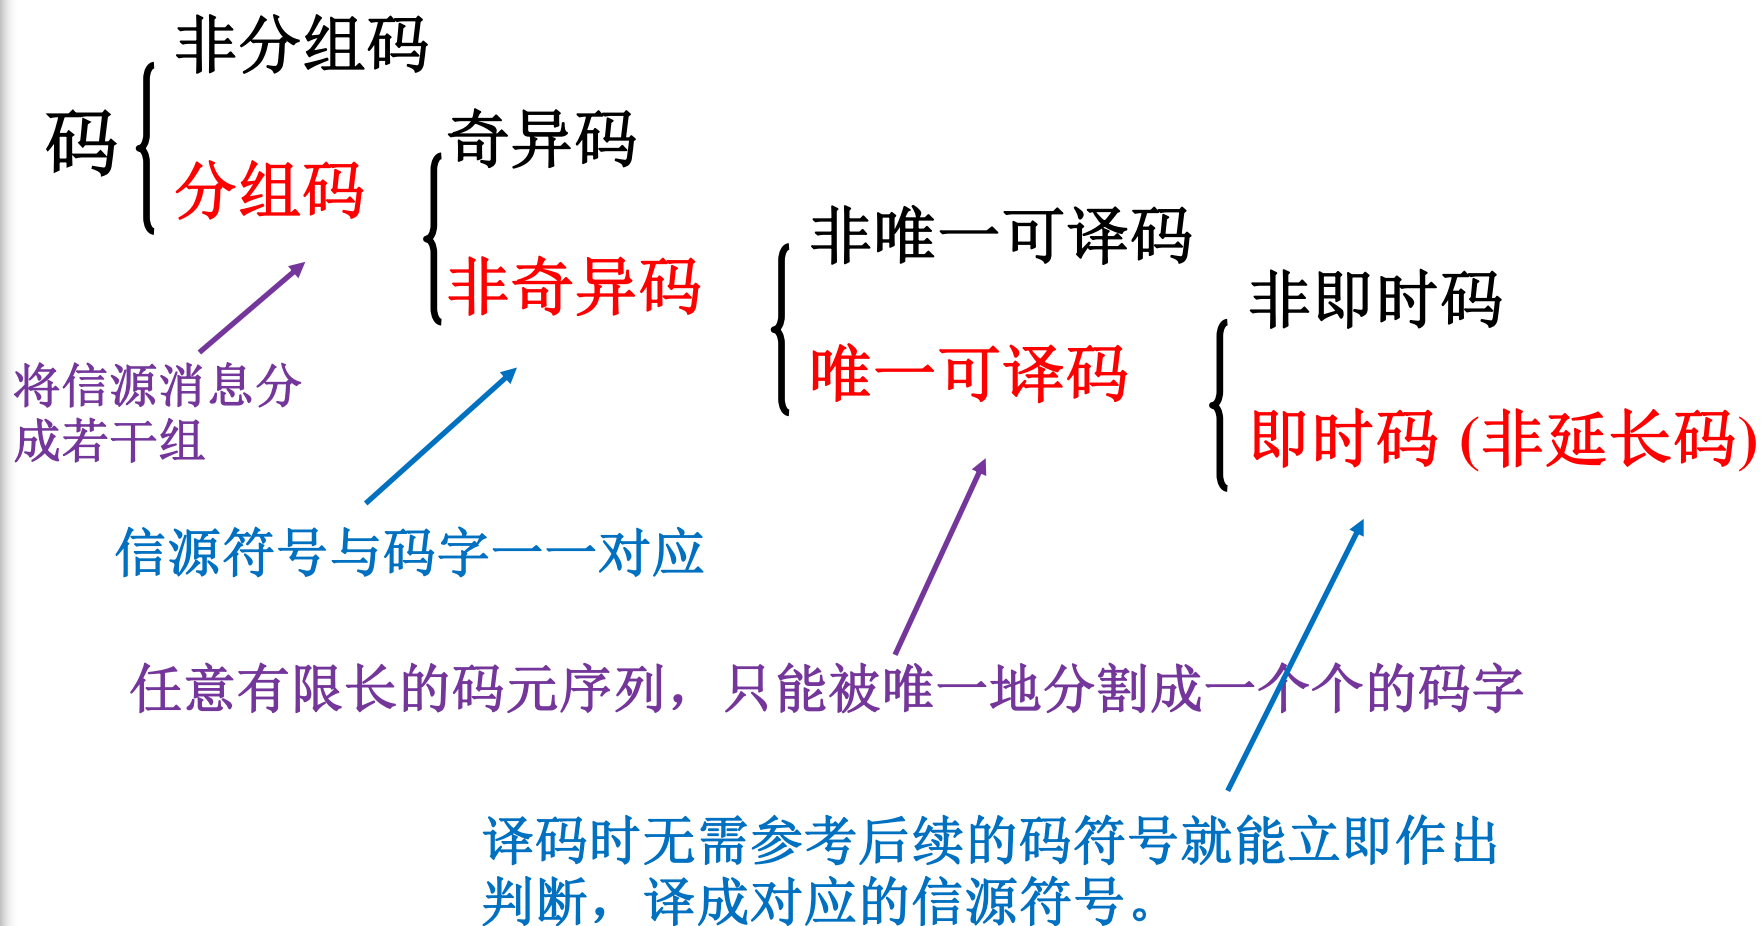 非分组码
码
分组码
奇异码
非奇异码
非唯一可译码
唯一可译码
非即时码
即时码 (非延长码)
将信源消息分
成若干组
信源符号与码字一一对应
任意有限长的码元序列，只能被唯一地分割成一个个的码字
译码时无需参考后续的码符号就能立即作出
判断，译成对应的信源符号。